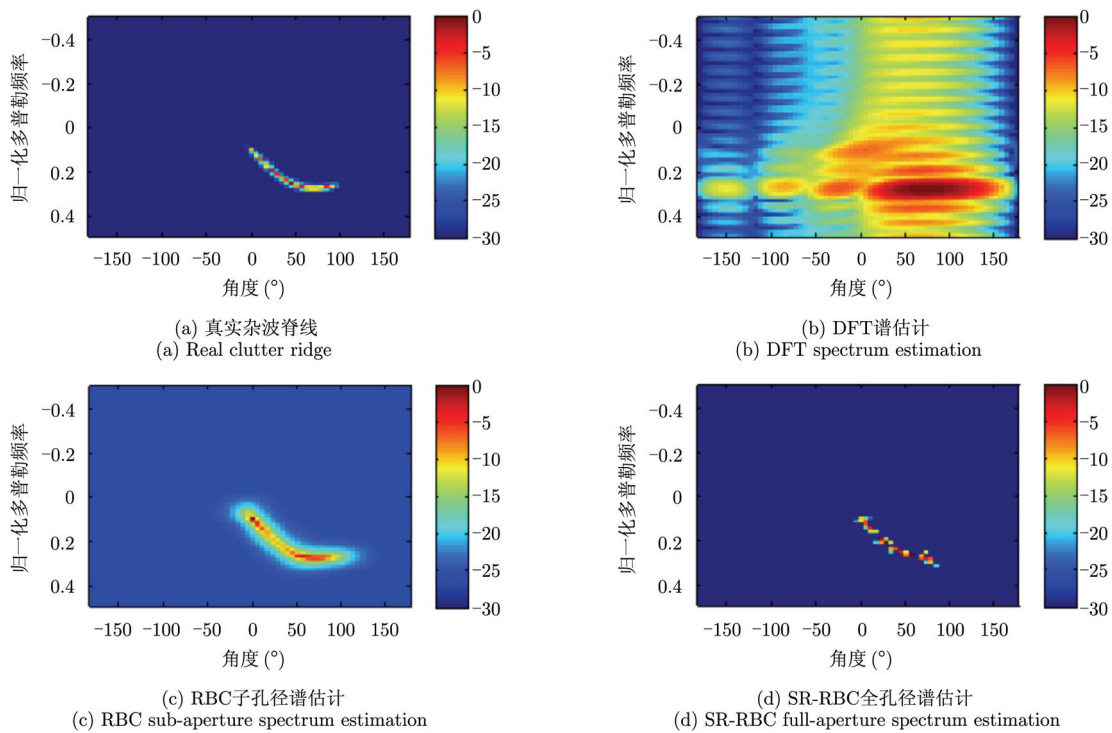 归一化多普勒频率
−0.4
−0.2
0
0.2
0.4
−150 −100 −50 0 50 100 150
角度 (°)
0
−5
−10
−15
−20
−25
−30
(a) 真实杂波脊线
(a) Real clutter ridge
归一化多普勒频率
−0.4
−0.2
0
0.2
0.4
−150 −100 −50 0 50 100 150
角度 (°)
0
−5
−10
−15
−20
−25
−30
(b) DFT谱估计
(b) DFT spectrum estimation
归一化多普勒频率
−0.4
−0.2
0
0.2
0.4
−150 −100 −50 0 50 100 150
角度 (°)
0
−5
−10
−15
−20
−25
−30
(c) RBC子孔径谱估计
(c) RBC sub-aperture spectrum estimation
归一化多普勒频率
−0.4
−0.2
0
0.2
0.4
−150 −100 −50 0 50 100 150
角度 (°)
0
−5
−10
−15
−20
−25
−30
(d) SR-RBC全孔径谱估计
(d) SR-RBC full-aperture spectrum estimation